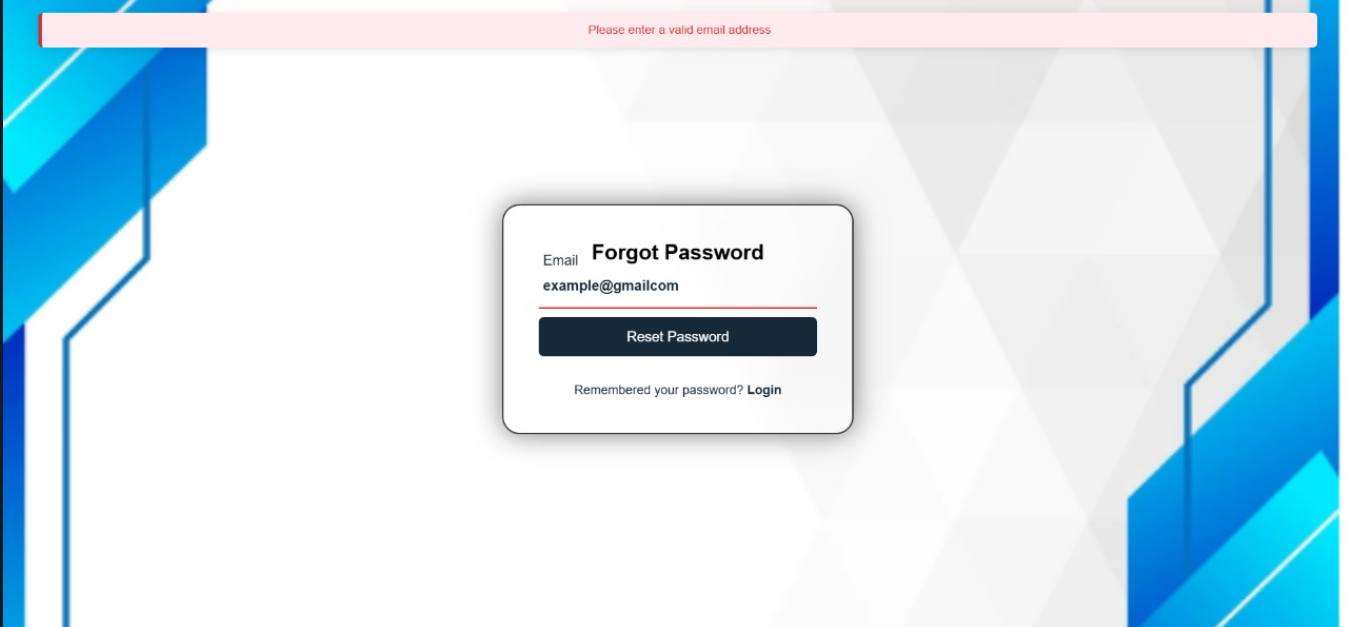 Please enter a valid email address
Forgot Password
Email
example@gmailcom
Reset Password
Remembered your password? Login